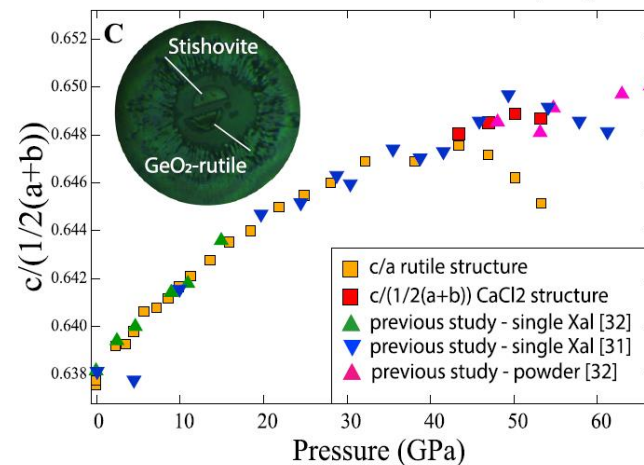 C
Stishovite
GeO₂-rutile
0.652
0.650
0.648
0.646
0.644
0.642
0.640
0.638
c/(1/2(a+b))
c/a rutile structure
c/(1/2(a+b)) CaCl2 structure
previous study - single Xal [32]
previous study - single Xal [31]
previous study - powder [32]
0 10 20 30 40 50 60
Pressure (GPa)